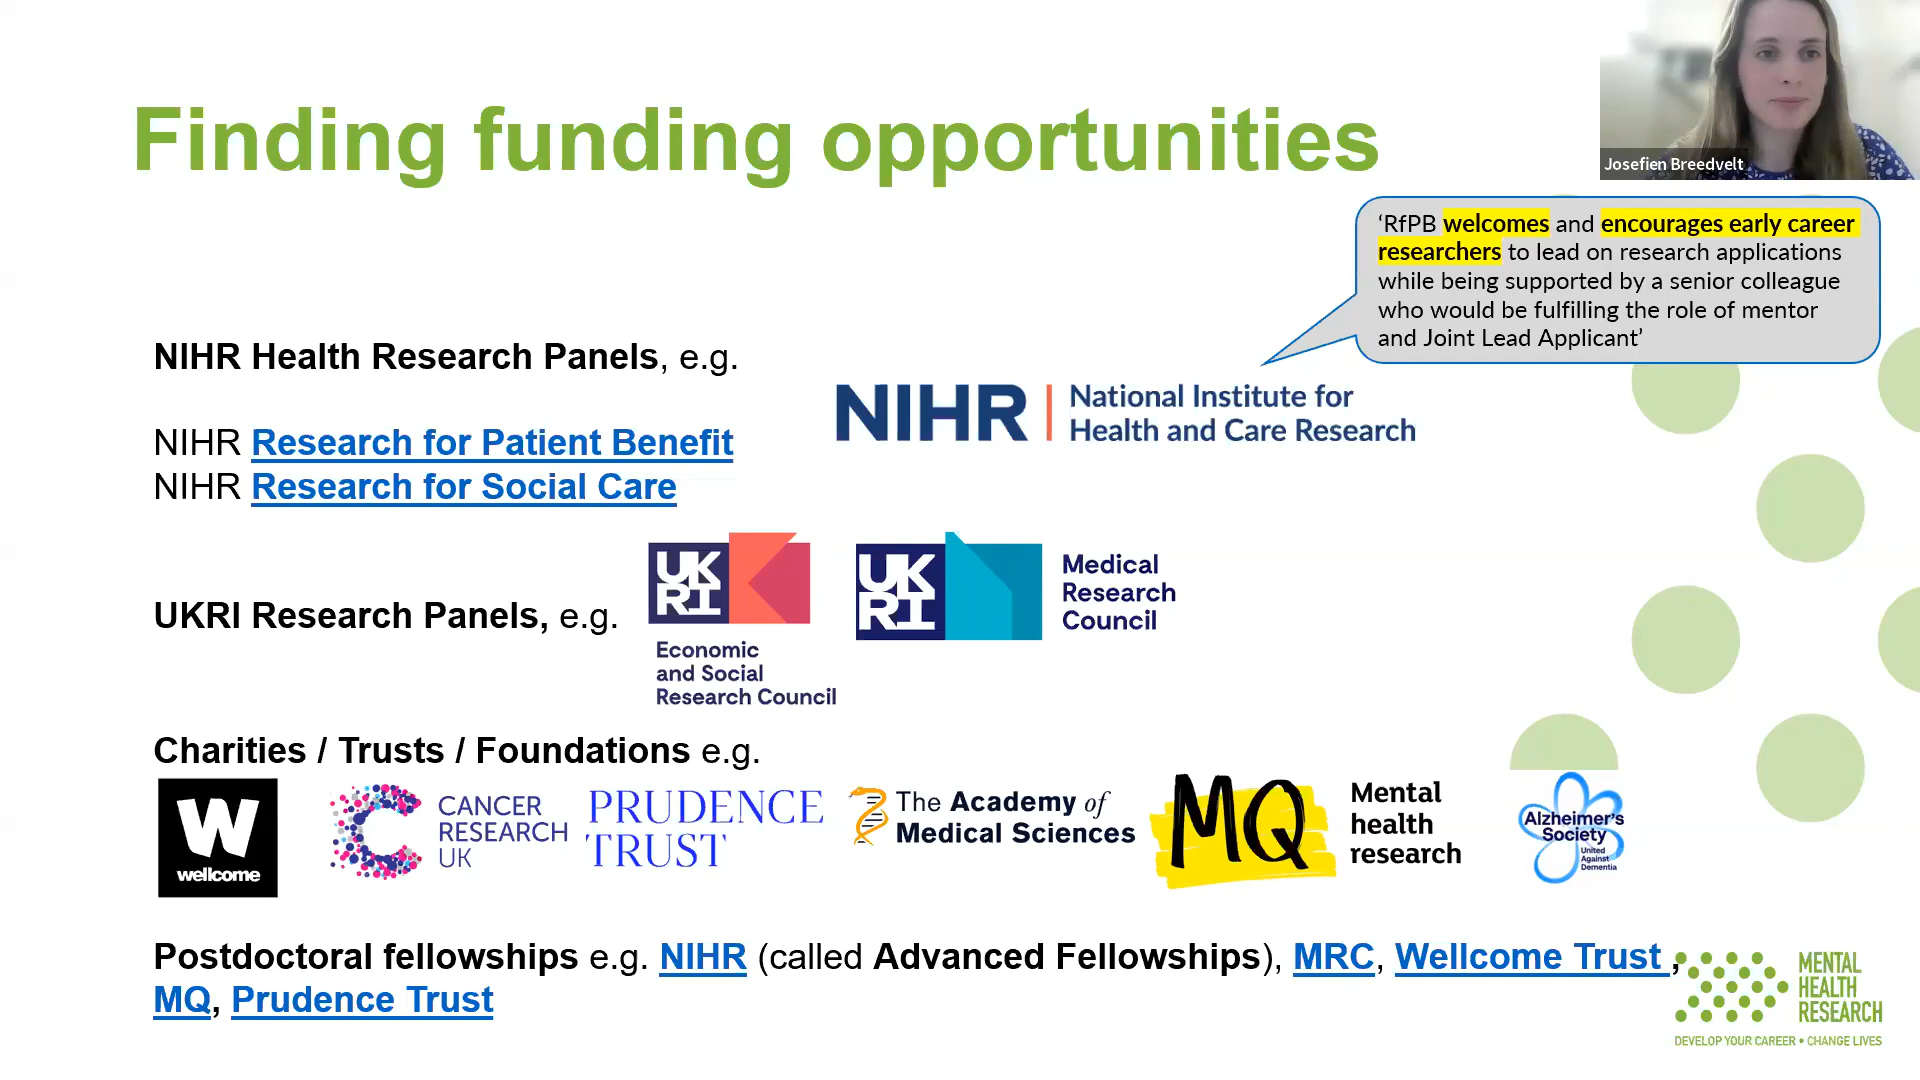 Finding funding opportunities
Josefien Breedvelt
‘RfPB welcomes and encourages early career
researchers to lead on research applications
while being supported by a senior colleague
who would be fulfilling the role of mentor
and Joint Lead Applicant’
NIHR Health Research Panels, e.g.
NIHR | National Institute for
Health and Care Research
NIHR Research for Patient Benefit
NIHR Research for Social Care
UKRI Research Panels, e.g.
UK
RI
Economic
and Social
Research Council
UK
RI
Medical
Research
Council
Charities / Trusts / Foundations e.g.
W
wellcome
CANCER
RESEARCH
UK
PRUDENCE
TRUST
The Academy of
Medical Sciences
MQ
Mental
health
research
Alzheimer's
Society
United
Against
Dementia
Postdoctoral fellowships e.g. NIHR (called Advanced Fellowships), MRC, Wellcome Trust ,
MQ, Prudence Trust
MENTAL
HEALTH
RESEARCH
DEVELOP YOUR CAREER • CHANGE LIVES